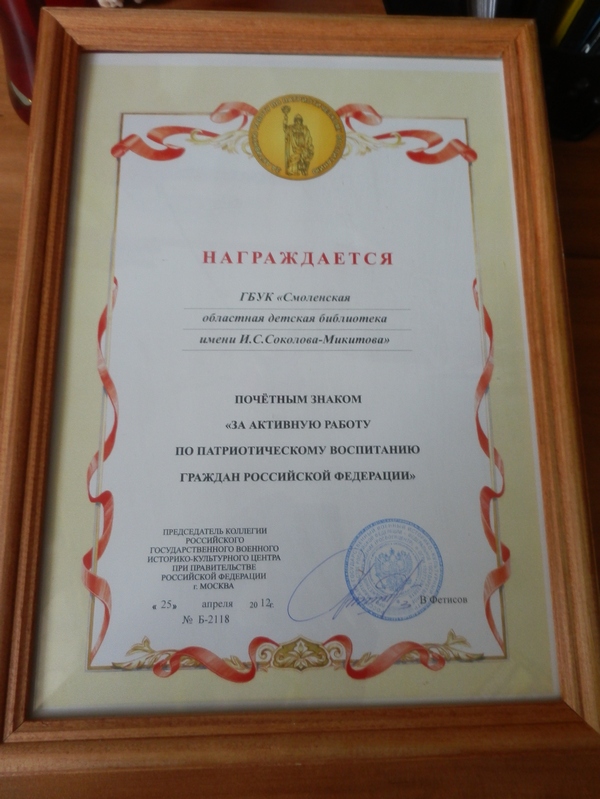 НАГРАЖДАЕТСЯ
ГБУК «Смоленская
областная детская библиотека
имени И.С.Соколова-Микитова»
ПОЧЁТНЫМ ЗНАКОМ
«ЗА АКТИВНУЮ РАБОТУ
ПО ПАТРИОТИЧЕСКОМУ ВОСПИТАНИЮ
ГРАЖДАН РОССИЙСКОЙ ФЕДЕРАЦИИ»
ПРЕДСЕДАТЕЛЬ КОЛЛЕГИИ
РОССИЙСКОГО
ГОСУДАРСТВЕННОГО ВОЕННОГО
ИСТОРИКО-КУЛЬТУРНОГО ЦЕНТРА
ПРИ ПРАВИТЕЛЬСТВЕ
РОССИЙСКОЙ ФЕДЕРАЦИИ
г. МОСКВА
В Фетисов
« 25» апреля 2012г.
№ Б-2118